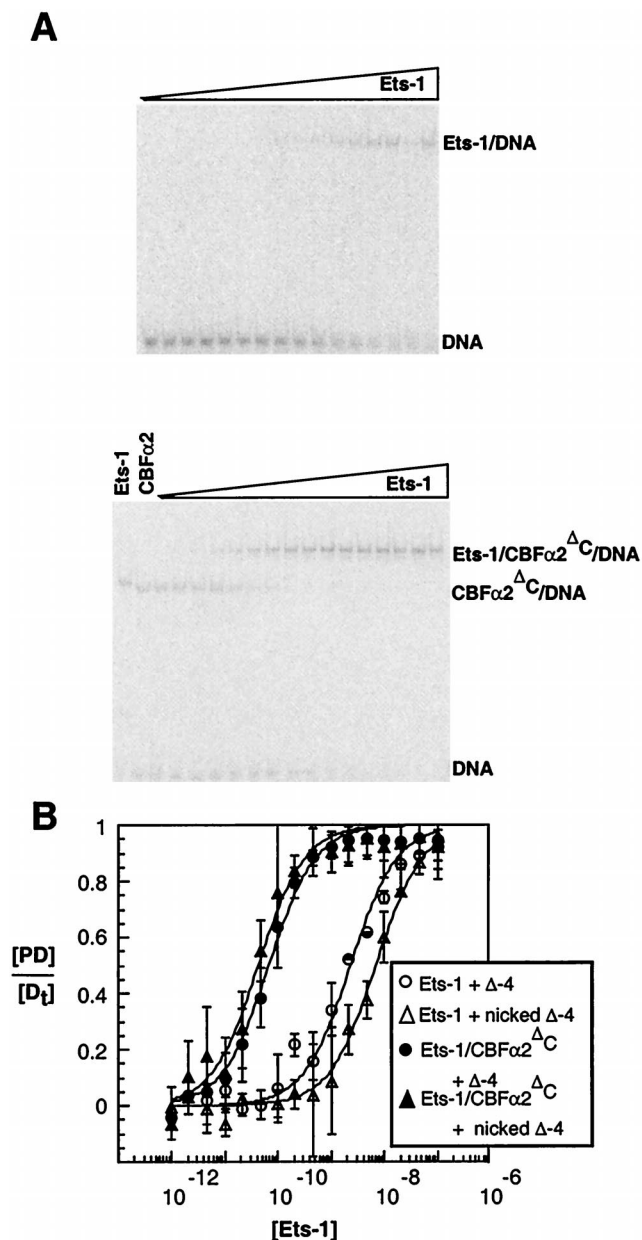 A
Ets-1
Ets-1/DNA
DNA
Ets-1
CBFα2
Ets-1
Ets-1/CBFα2ΔC/DNA
CBFα2ΔC/DNA
DNA
B
1
0.8
0.6
0.4
0.2
0
[PD]
[Dt]
Ets-1 + Δ-4
Ets-1 + nicked Δ-4
Ets-1/CBFα2ΔC
+ Δ-4
Ets-1/CBFα2ΔC
+ nicked Δ-4
10-12 10-10 10-8 10-6
[Ets-1]